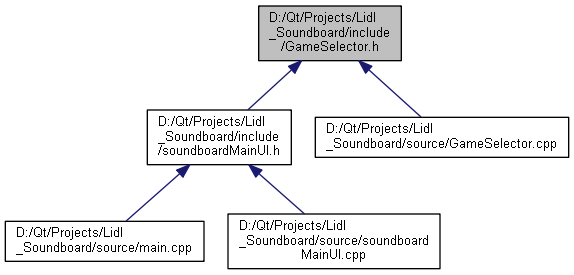 D:/Qt/Projects/Lidl
_Soundboard/include
/GameSelector.h
D:/Qt/Projects/Lidl
_Soundboard/include
/soundboardMainUI.h
D:/Qt/Projects/Lidl
_Soundboard/source/GameSelector.cpp
D:/Qt/Projects/Lidl
_Soundboard/source/main.cpp
D:/Qt/Projects/Lidl
_Soundboard/source/soundboard
MainUI.cpp